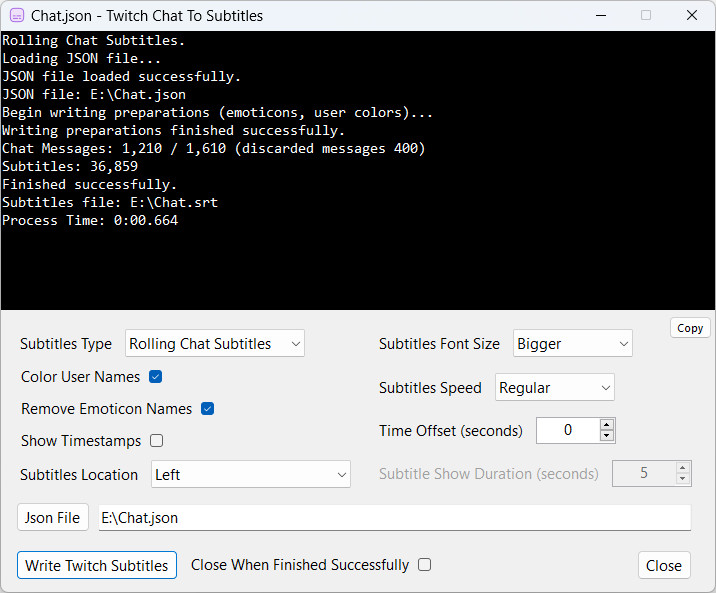 Chat.json - Twitch Chat To Subtitles
Rolling Chat Subtitles.
Loading JSON file...
JSON file loaded successfully.
JSON file: E:\Chat.json
Begin writing preparations (emoticons, user colors)...
Writing preparations finished successfully.
Chat Messages: 1,210 / 1,610 (discarded messages 400)
Subtitles: 36,859
Finished successfully.
Subtitles file: E:\Chat.srt
Process Time: 0:00.664
Copy
Subtitles Type Rolling Chat Subtitles
Subtitles Font Size Bigger
Color User Names
Subtitles Speed Regular
Remove Emoticon Names
Time Offset (seconds) 0
Show Timestamps
Subtitles Location Left
Subtitle Show Duration (seconds) 5
Json File E:\Chat.json
Write Twitch Subtitles Close When Finished Successfully Close